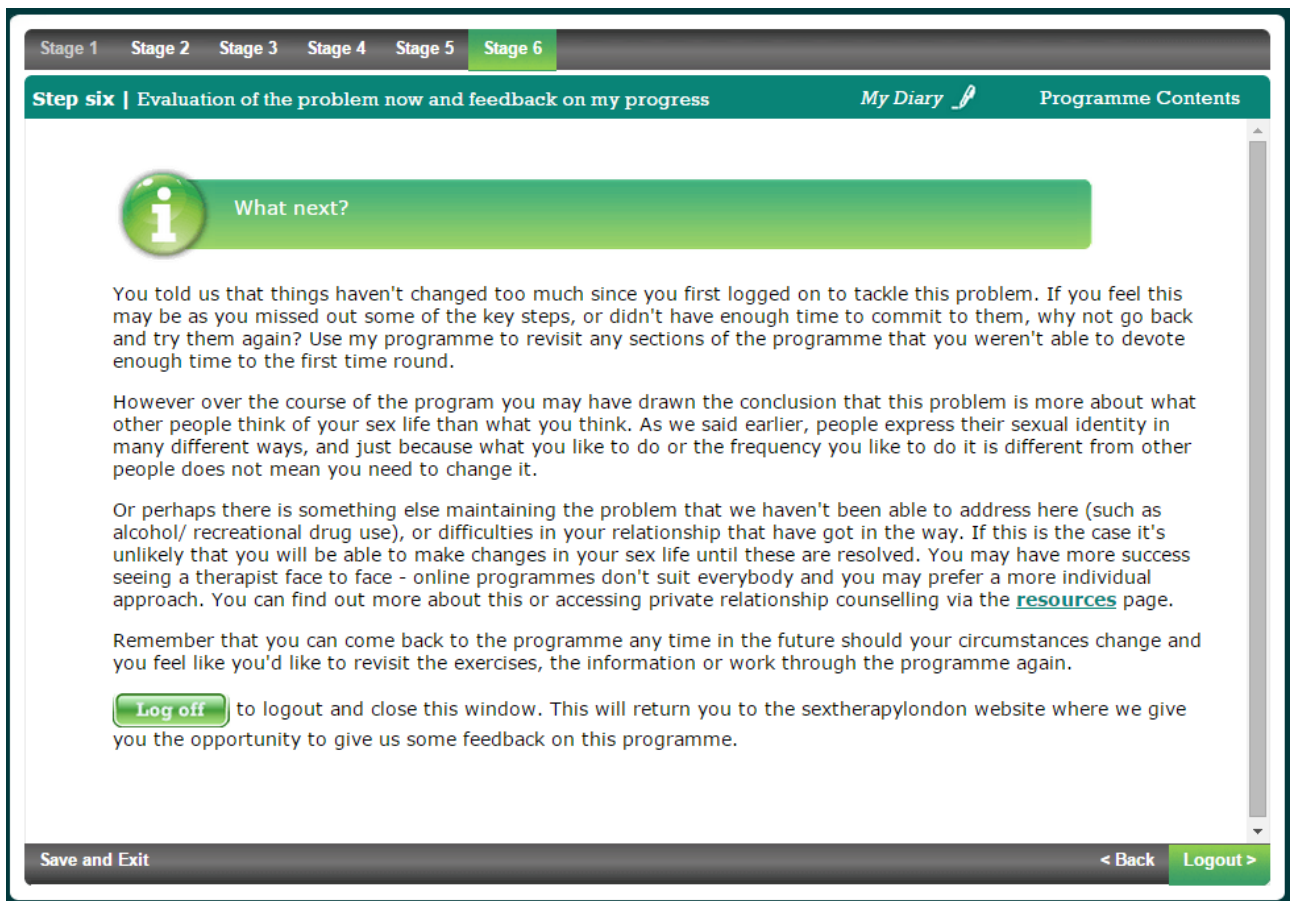 Stage 1 Stage 2 Stage 3 Stage 4 Stage 5 Stage 6
Step six | Evaluation of the problem now and feedback on my progress My Diary Programme Contents
What next?
You told us that things haven't changed too much since you first logged on to tackle this problem. If you feel this
may be as you missed out some of the key steps, or didn't have enough time to commit to them, why not go back
and try them again? Use my programme to revisit any sections of the programme that you weren't able to devote
enough time to the first time round.
However over the course of the program you may have drawn the conclusion that this problem is more about what
other people think of your sex life than what you think. As we said earlier, people express their sexual identity in
many different ways, and just because what you like to do or the frequency you like to do it is different from other
people does not mean you need to change it.
Or perhaps there is something else maintaining the problem that we haven't been able to address here (such as
alcohol/ recreational drug use), or difficulties in your relationship that have got in the way. If this is the case it's
unlikely that you will be able to make changes in your sex life until these are resolved. You may have more success
seeing a therapist face to face - online programmes don't suit everybody and you may prefer a more individual
approach. You can find out more about this or accessing private relationship counselling via the resources page.
Remember that you can come back to the programme any time in the future should your circumstances change and
you feel like you'd like to revisit the exercises, the information or work through the programme again.
Log off to logout and close this window. This will return you to the sextherapylondon website where we give
you the opportunity to give us some feedback on this programme.
Save and Exit < Back Logout >